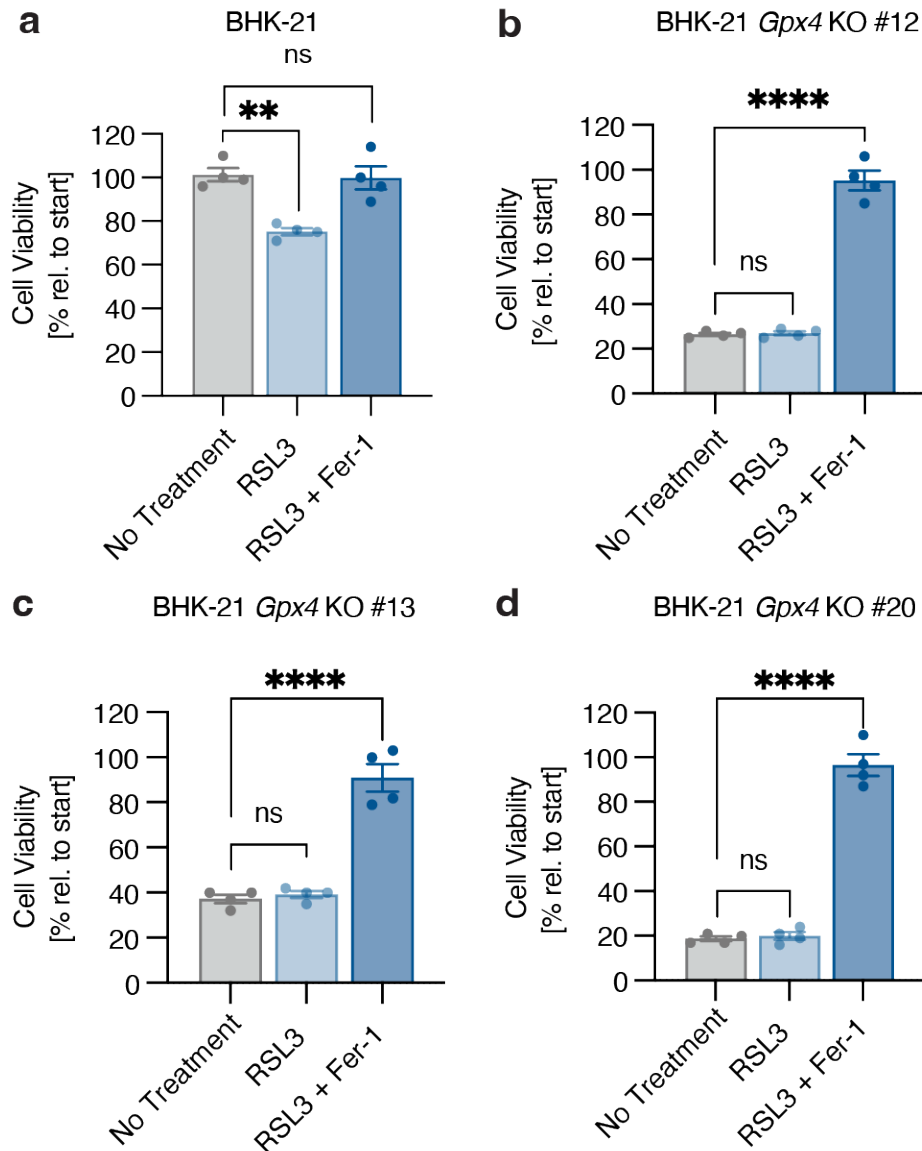 a
BHK-21
ns
**
120
100
80
60
40
20
0
Cell Viability
[% rel. to start]
No Treatment
RSL3
RSL3 + Fer-1
b
BHK-21 Gpx4 KO #12
****
ns
120
100
80
60
40
20
0
Cell Viability
[% rel. to start]
No Treatment
RSL3
RSL3 + Fer-1
c
BHK-21 Gpx4 KO #13
****
ns
120
100
80
60
40
20
0
Cell Viability
[% rel. to start]
No Treatment
RSL3
RSL3 + Fer-1
d
BHK-21 Gpx4 KO #20
****
ns
120
100
80
60
40
20
0
Cell Viability
[% rel. to start]
No Treatment
RSL3
RSL3 + Fer-1